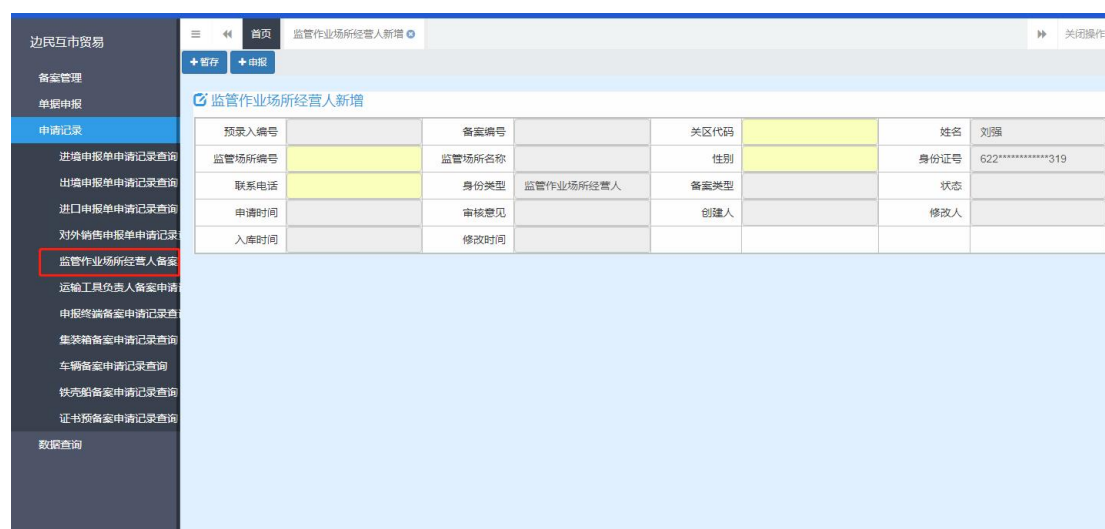 边民互市贸易
首页 监管作业场所经营人新增 关闭操作
暂存 申报
备案管理
单据申报
申请记录
进境申报单申请记录查询
出境申报单申请记录查询
进口申报单申请记录查询
对外销售申报单申请记录
监管作业场所经营人备案
运输工具负责人备案申请
申报终端备案申请记录查
集装箱备案申请记录查询
车辆备案申请记录查询
铁壳船备案申请记录查询
证书预备案申请记录查询
数据查询
监管作业场所经营人新增
预录入编号 备案编号 关区代码 姓名 刘强
监管场所编号 监管场所名称 性别 身份证号 622************319
联系电话 身份类型 监管作业场所经营人 备案类型 状态
申请时间 审核意见 创建人 修改人
入库时间 修改时间